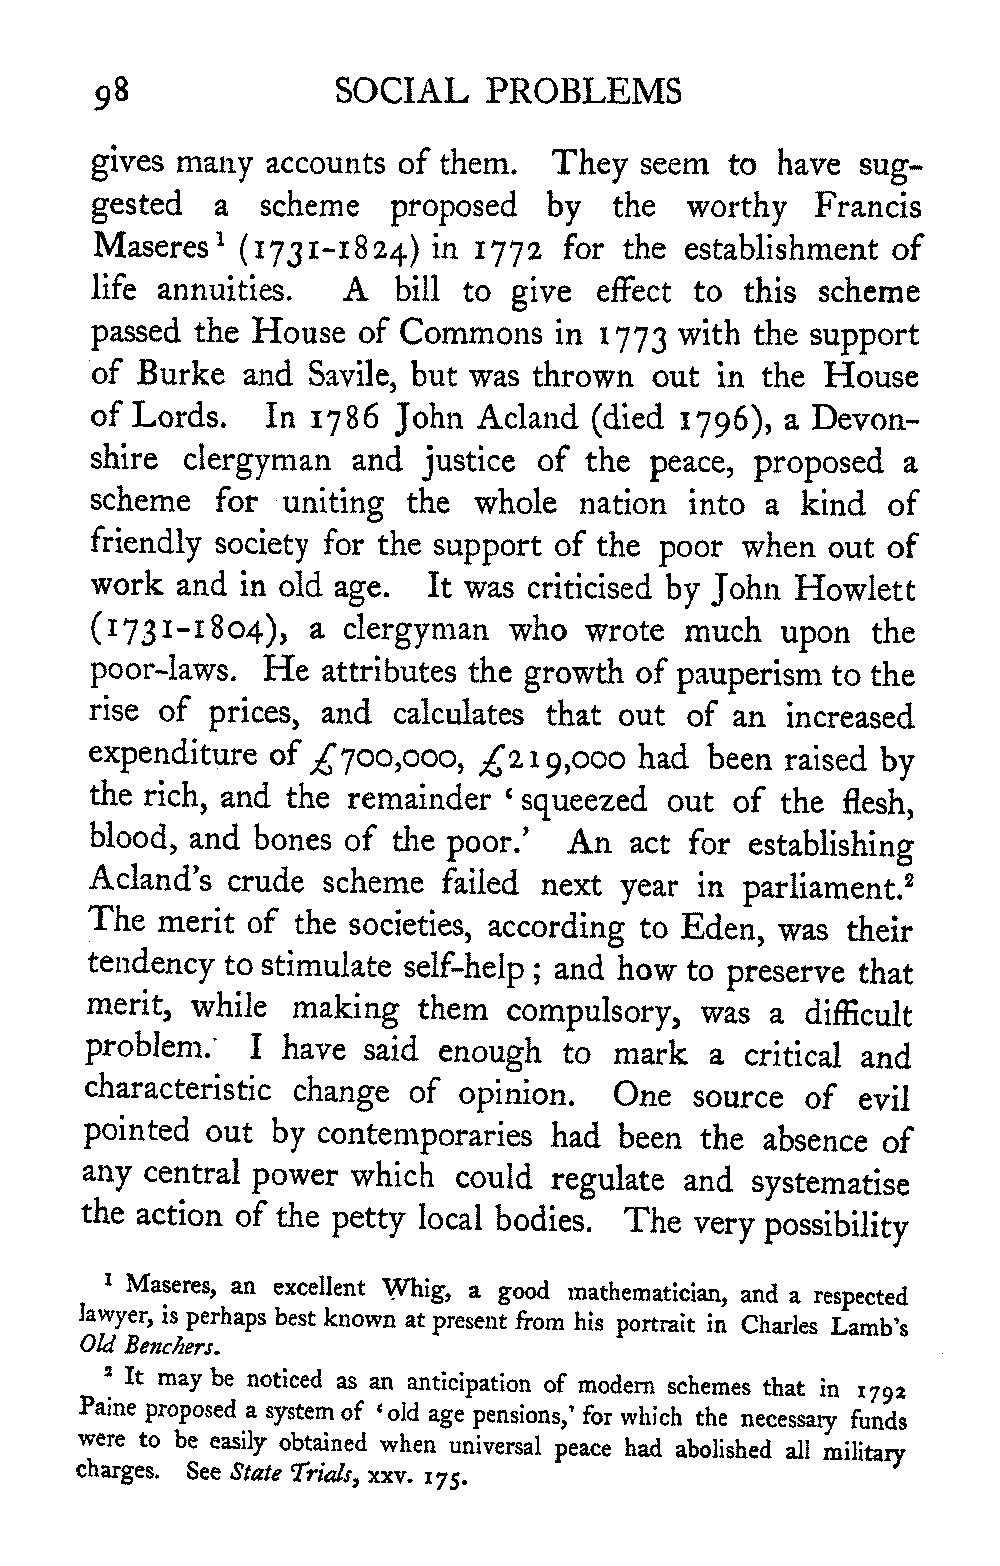 98 SOCIAL PROBLEMS
gives many accounts of them. They seem to have sug-
gested a scheme proposed by the worthy Francis
Maseres¹ (1731-1824) in 1772 for the establishment of
life annuities. A bill to give effect to this scheme
passed the House of Commons in 1773 with the support
of Burke and Savile, but was thrown out in the House
of Lords. In 1786 John Acland (died 1796), a Devon-
shire clergyman and justice of the peace, proposed a
scheme for uniting the whole nation into a kind of
friendly society for the support of the poor when out of
work and in old age. It was criticised by John Howlett
(1731-1804), a clergyman who wrote much upon the
poor-laws. He attributes the growth of pauperism to the
rise of prices, and calculates that out of an increased
expenditure of £700,000, £219,000 had been raised by
the rich, and the remainder ‘squeezed out of the flesh,
blood, and bones of the poor.’ An act for establishing
Acland’s crude scheme failed next year in parliament.²
The merit of the societies, according to Eden, was their
tendency to stimulate self-help; and how to preserve that
merit, while making them compulsory, was a difficult
problem. I have said enough to mark a critical and
characteristic change of opinion. One source of evil
pointed out by contemporaries had been the absence of
any central power which could regulate and systematise
the action of the petty local bodies. The very possibility
¹ Maseres, an excellent Whig, a good mathematician, and a respected
lawyer, is perhaps best known at present from his portrait in Charles Lamb’s
Old Benchers.
² It may be noticed as an anticipation of modern schemes that in 1792
Paine proposed a system of ‘old age pensions,’ for which the necessary funds
were to be easily obtained when universal peace had abolished all military
charges. See State Trials, xxv. 175.